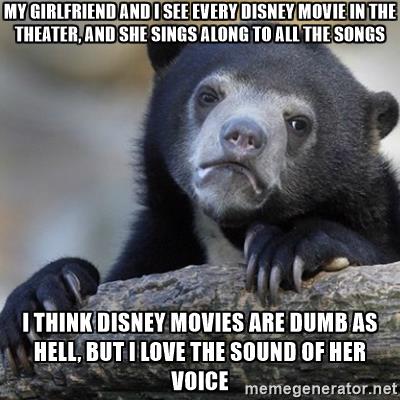 MY GIRLFRIEND AND I SEE EVERY DISNEY MOVIE IN THE
THEATER, AND SHE SINGS ALONG TO ALL THE SONGS
I THINK DISNEY MOVIES ARE DUMB AS
HELL, BUT I LOVE THE SOUND OF HER
VOICE
memegenerator.net